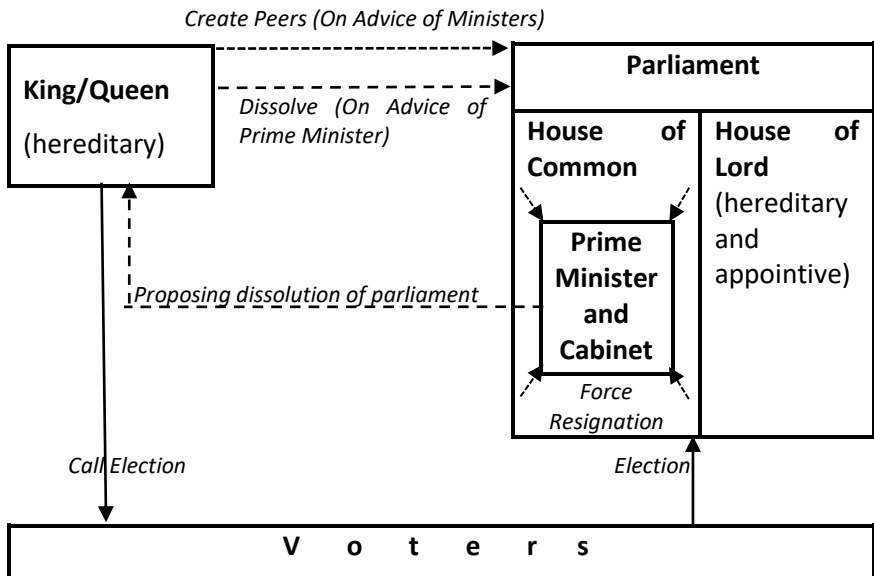 Create Peers (On Advice of Ministers)
King/Queen
(hereditary)
Dissolve (On Advice of
Prime Minister)
Parliament
House of
Common
Prime
Minister
and
Cabinet
Force
Resignation
House of
Lord
(hereditary
and
appointive)
Proposing dissolution of parliament
Call Election
Election
V o t e r s